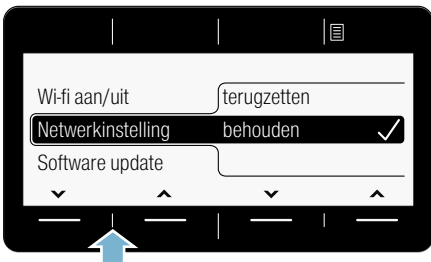 Wi-fi aan/uit terugzetten
Netwerkinstelling behouden
Software update